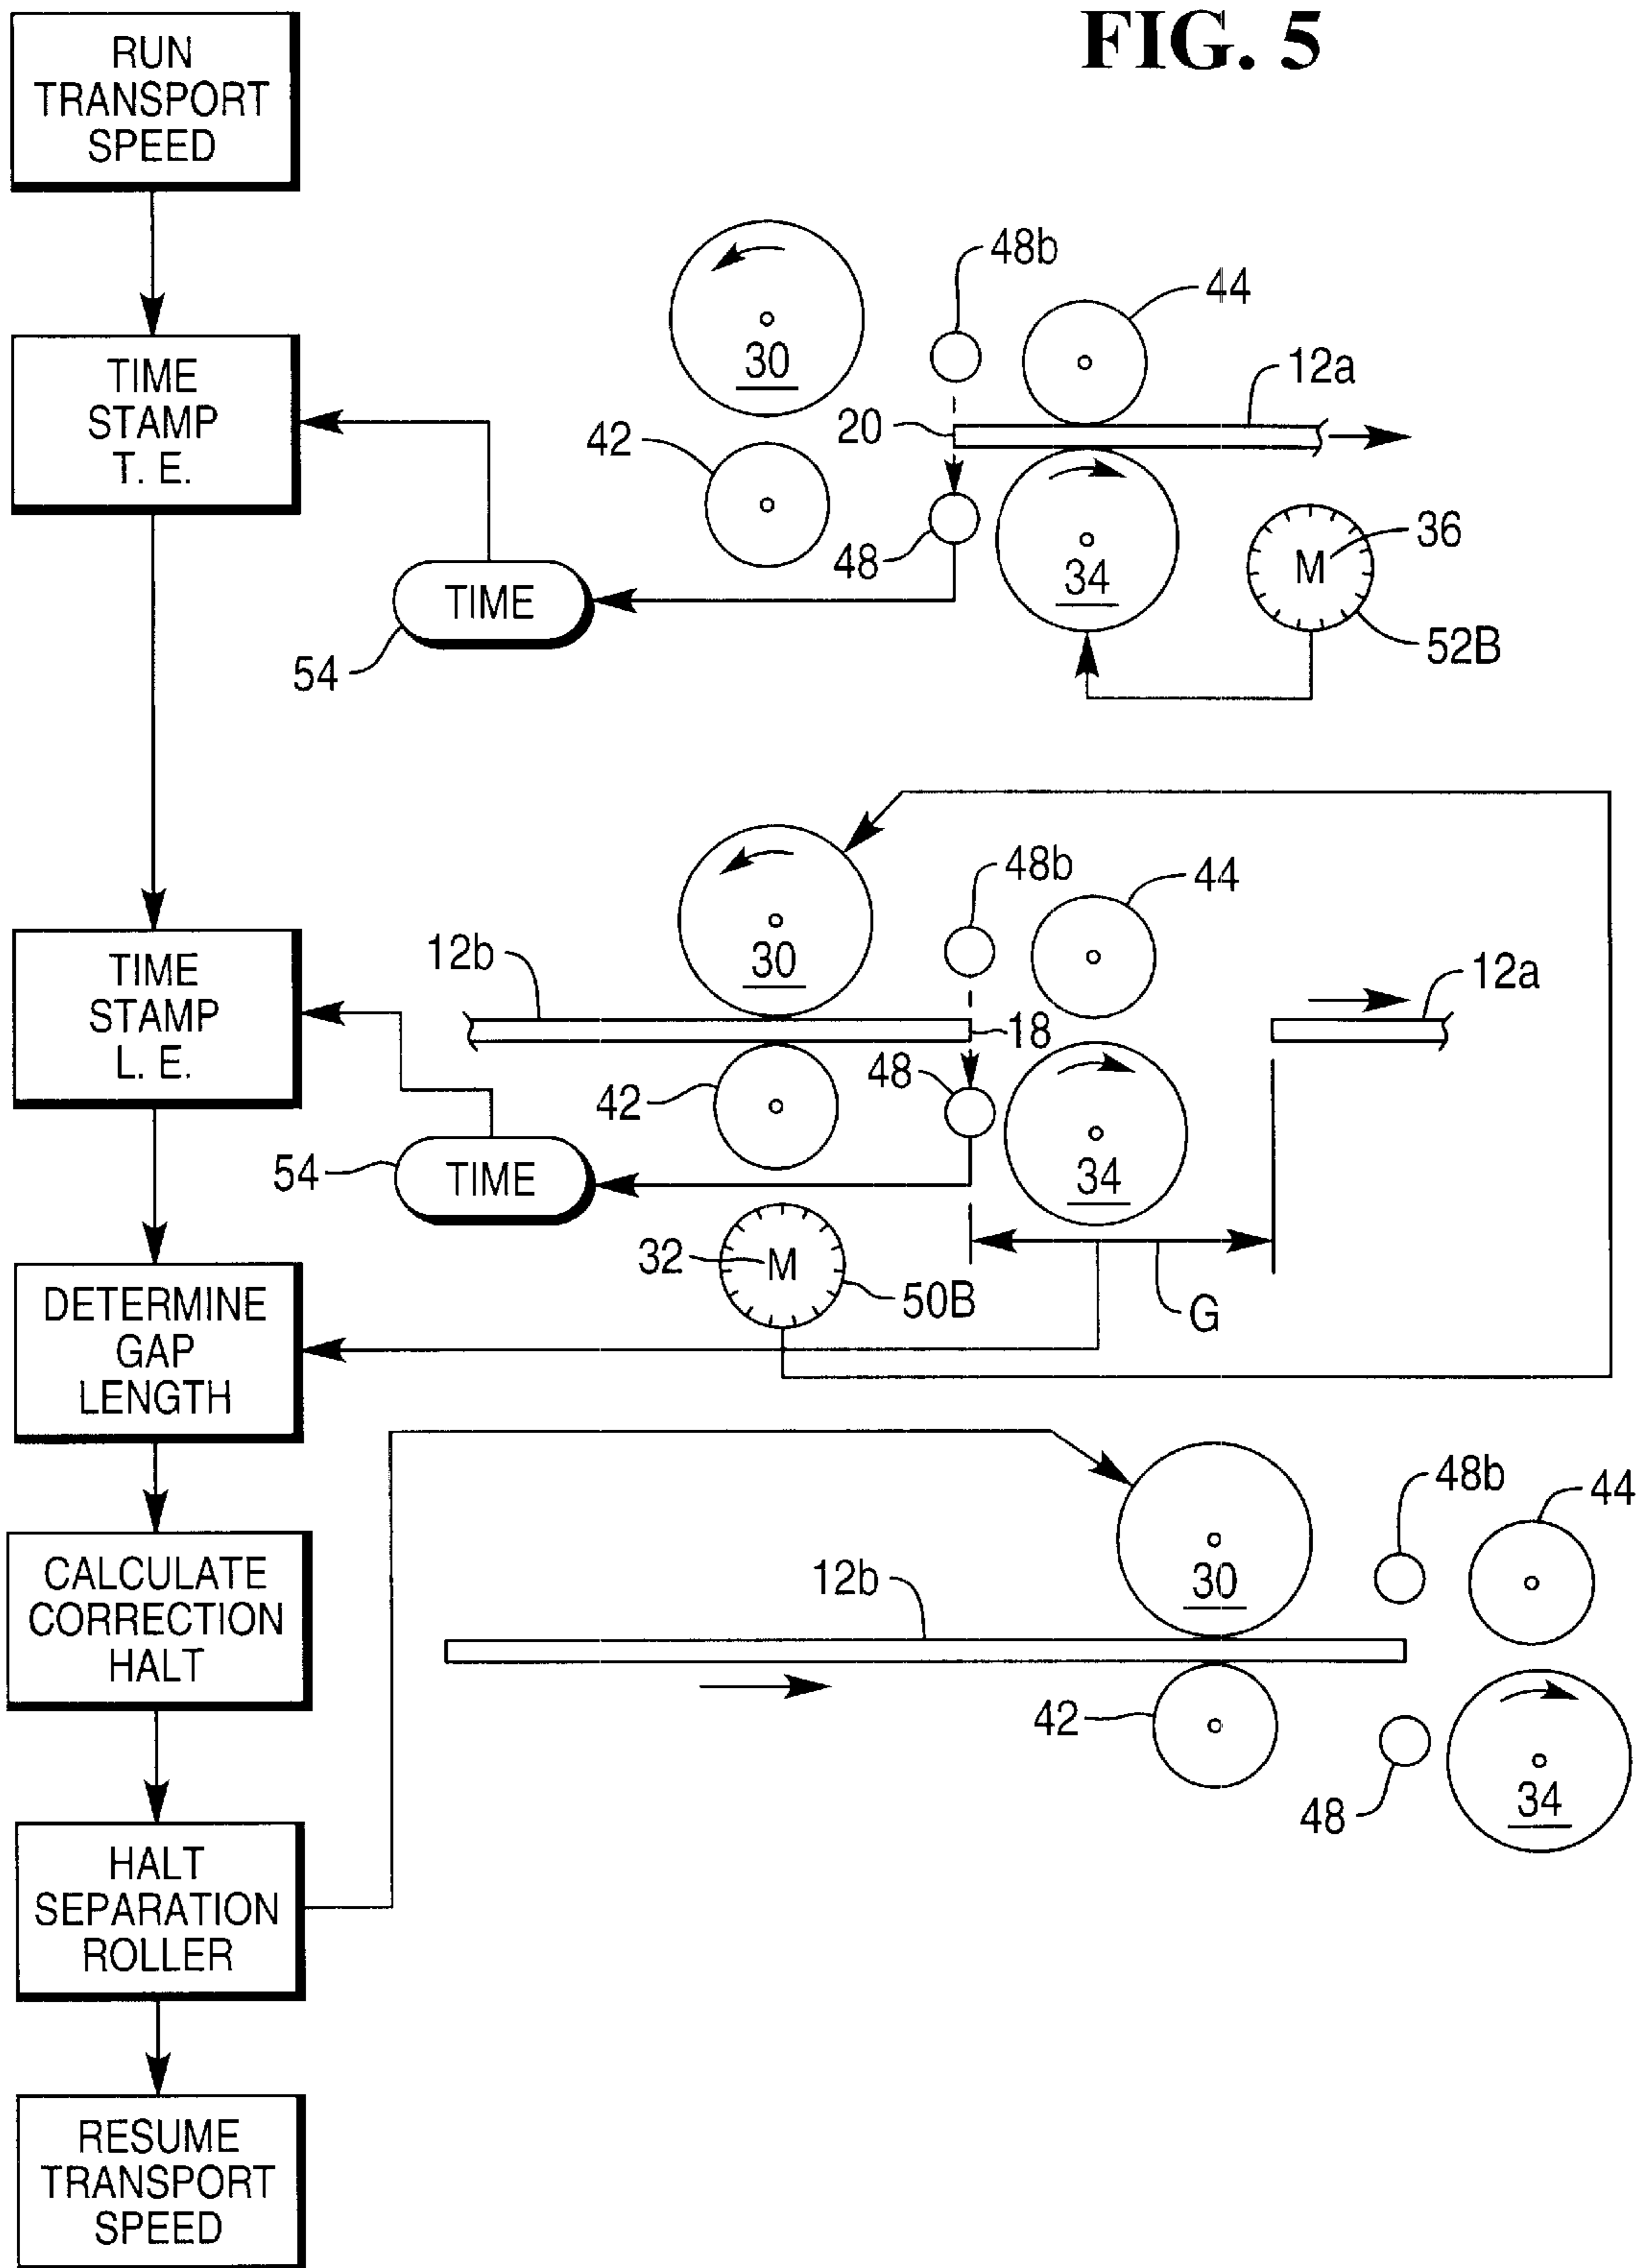 FIG. 5
RUN
TRANSPORT
SPEED
48b
44
30
12a
TIME
STAMP
T. E.
20
42
48
34
M
36
TIME
54
52B
48b
44
12b
30
12a
TIME
STAMP
L. E.
18
48
42
34
54
TIME
32
M
50B
G
DETERMINE
GAP
LENGTH
48b
44
CALCULATE
CORRECTION
HALT
12b
30
42
48
34
HALT
SEPARATION
ROLLER
RESUME
TRANSPORT
SPEED